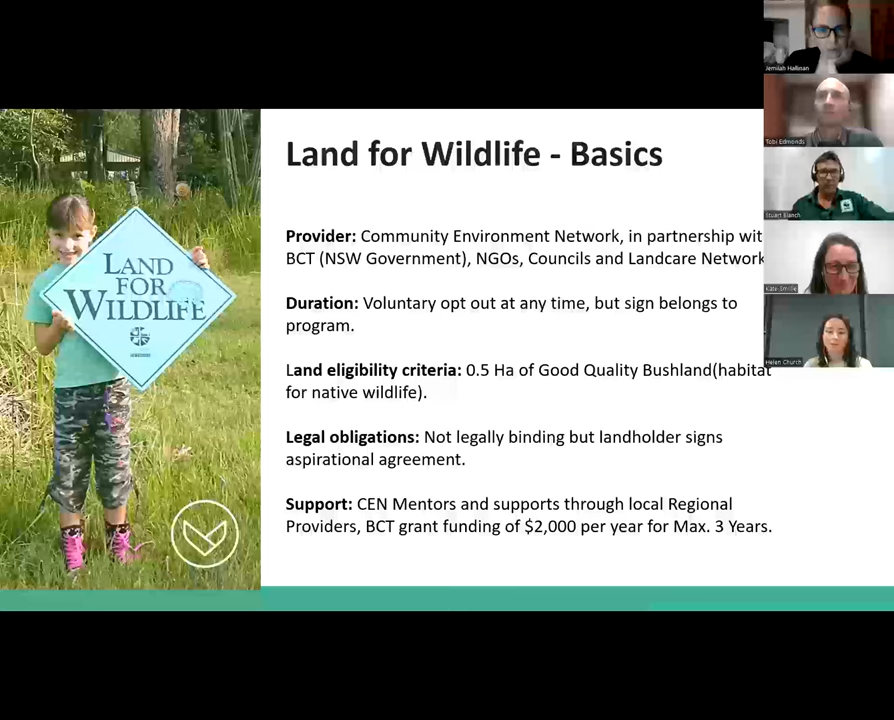 Land for Wildlife - Basics
Provider: Community Environment Network, in partnership wit
BCT (NSW Government), NGOs, Councils and Landcare Network
Duration: Voluntary opt out at any time, but sign belongs to
program.
Land eligibility criteria: 0.5 Ha of Good Quality Bushland(habitat
for native wildlife).
Legal obligations: Not legally binding but landholder signs
aspirational agreement.
Support: CEN Mentors and supports through local Regional
Providers, BCT grant funding of $2,000 per year for Max. 3 Years.
LAND
FOR
WILDLIFE
Jemilah Hallinan
Tobi Edmonds
Stuart Blanch
Kate Smillie
Helen Church